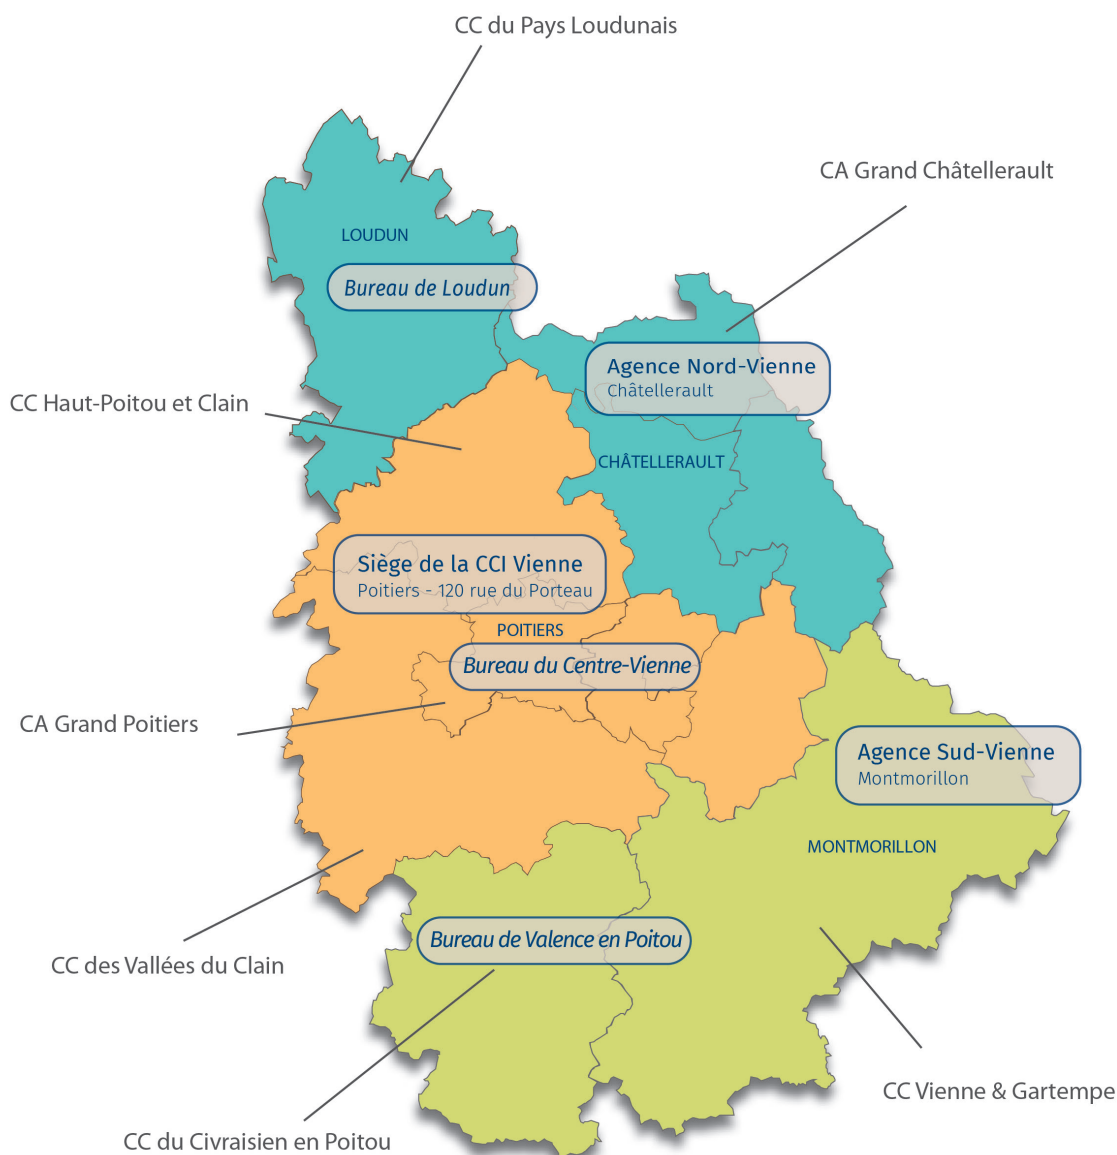 CC du Pays Loudunais
CA Grand Châtellerault
LOUDUN
Bureau de Loudun
Agence Nord-Vienne
Châtellerault
CC Haut-Poitou et Clain
CHÂTELLERAULT
Siège de la CCI Vienne
Poitiers - 120 rue du Porteau
POITIERS
Bureau du Centre-Vienne
CA Grand Poitiers
Agence Sud-Vienne
Montmorillon
MONTMORILLON
Bureau de Valence en Poitou
CC des Vallées du Clain
CC Vienne & Gartempe
CC du Civraisien en Poitou